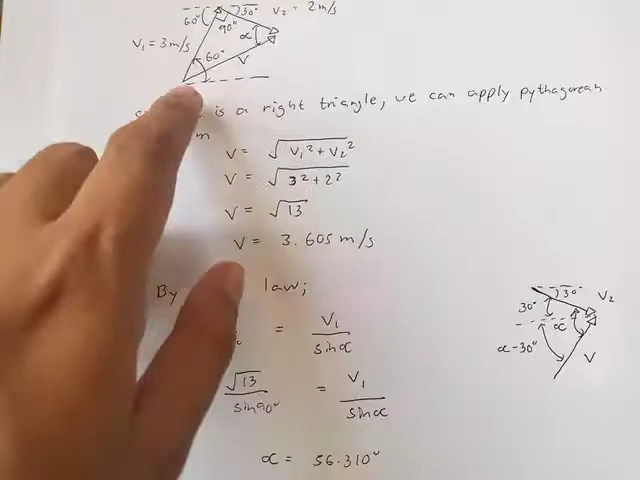 60° 30° V₂ = 2m/s
90°
V₁ = 3m/s α
60° V
is a right triangle, we can apply pythagorean
m
V = √V₁² + V₂²
V = √3² + 2²
V = √13
V = 3.605 m/s
By law;
= V₁/sinα
√13/sin90° = V₁/sinα
α = 56.310°
30° V₂
30°
α
α-30° V